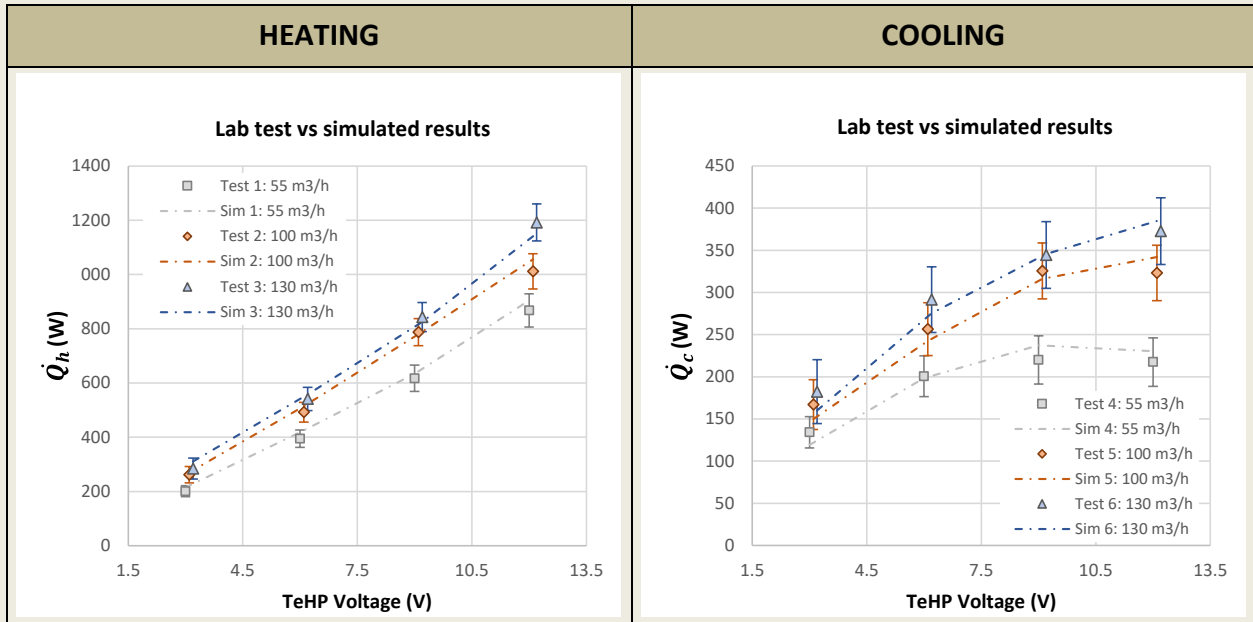 HEATING
COOLING
Lab test vs simulated results
1400
1200
000
800
600
400
200
0
Q̇h (W)
Test 1: 55 m3/h
Sim 1: 55 m3/h
Test 2: 100 m3/h
Sim 2: 100 m3/h
Test 3: 130 m3/h
Sim 3: 130 m3/h
1.5 4.5 7.5 10.5 13.5
TeHP Voltage (V)
Lab test vs simulated results
450
400
350
300
250
200
150
100
50
0
Q̇c (W)
Test 4: 55 m3/h
Sim 4: 55 m3/h
Test 5: 100 m3/h
Sim 5: 100 m3/h
Test 6: 130 m3/h
Sim 6: 130 m3/h
1.5 4.5 7.5 10.5 13.5
TeHP Voltage (V)